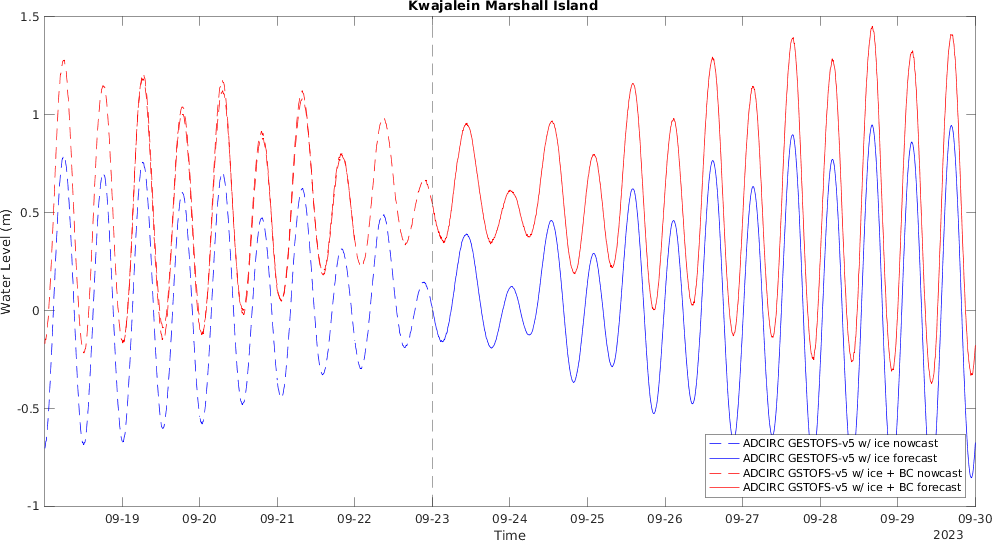 Kwajalein Marshall Island
1.5
1
0.5
0
-0.5
-1
Water Level (m)
ADCIRC GESTOFS-v5 w/ ice nowcast
ADCIRC GESTOFS-v5 w/ ice forecast
ADCIRC GSTOFS-v5 w/ ice + BC nowcast
ADCIRC GSTOFS-v5 w/ ice + BC forecast
09-19 09-20 09-21 09-22 09-23 09-24 09-25 09-26 09-27 09-28 09-29 09-30
Time
2023